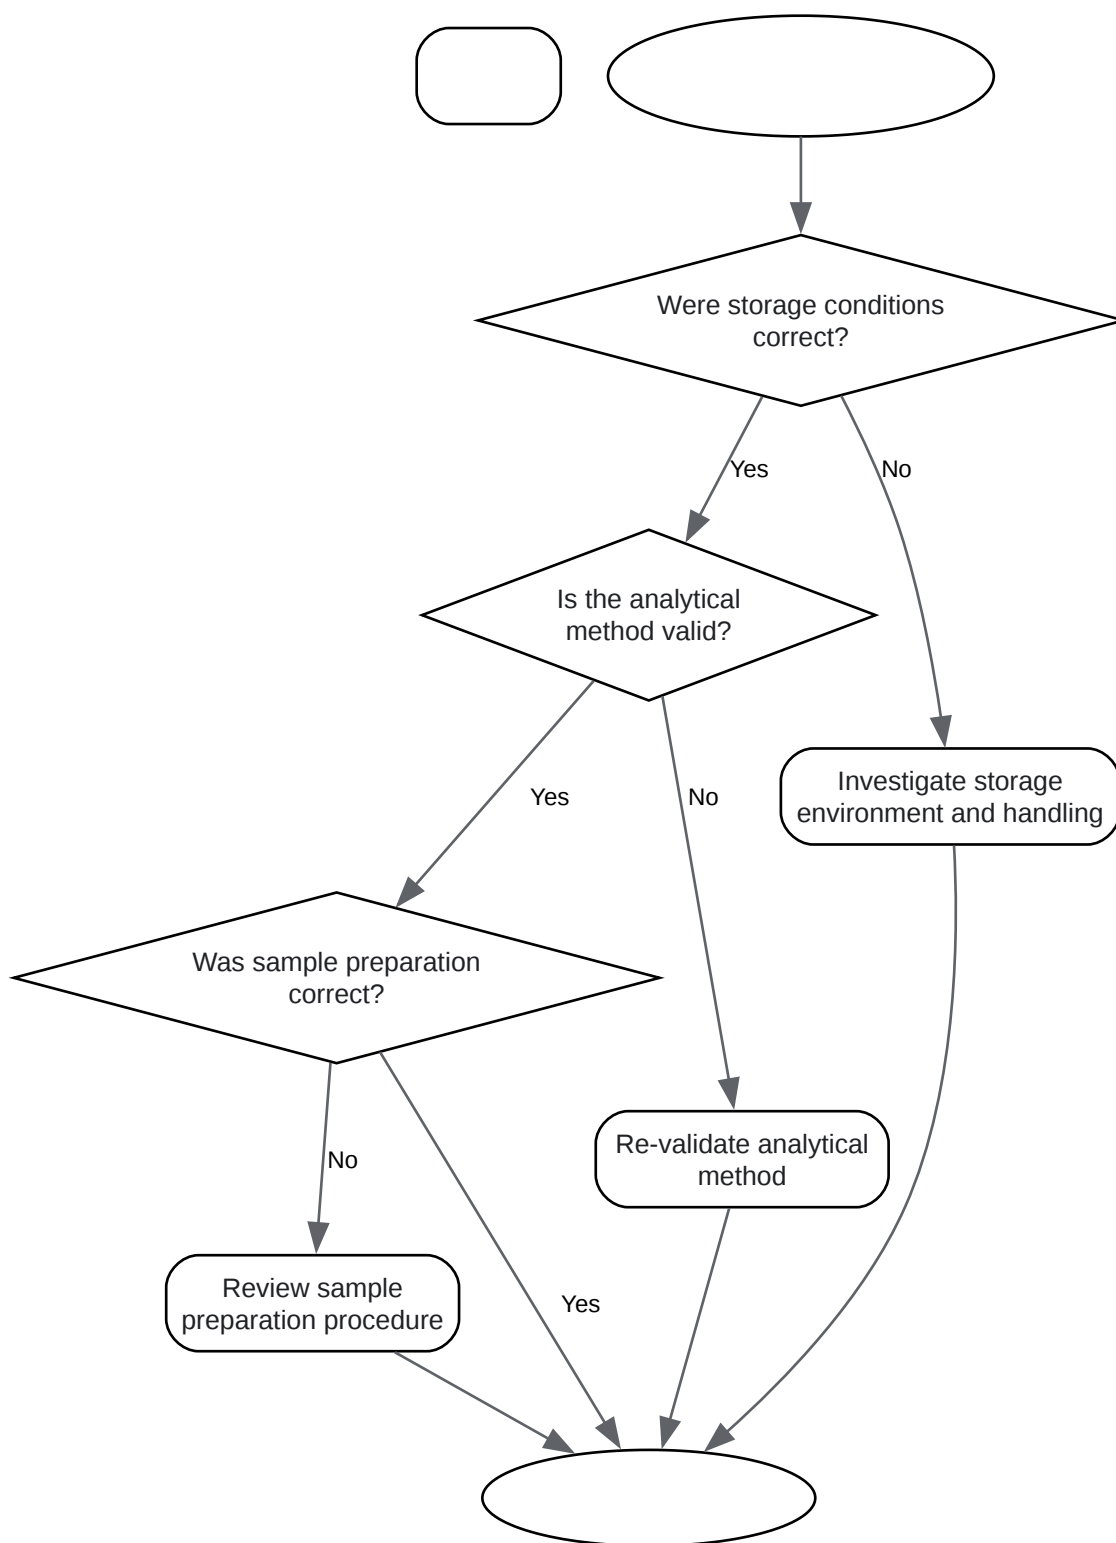 Were storage conditions
correct?
Yes
No
Is the analytical
method valid?
Yes
No
Investigate storage
environment and handling
Was sample preparation
correct?
No
Re-validate analytical
method
Review sample
preparation procedure
Yes